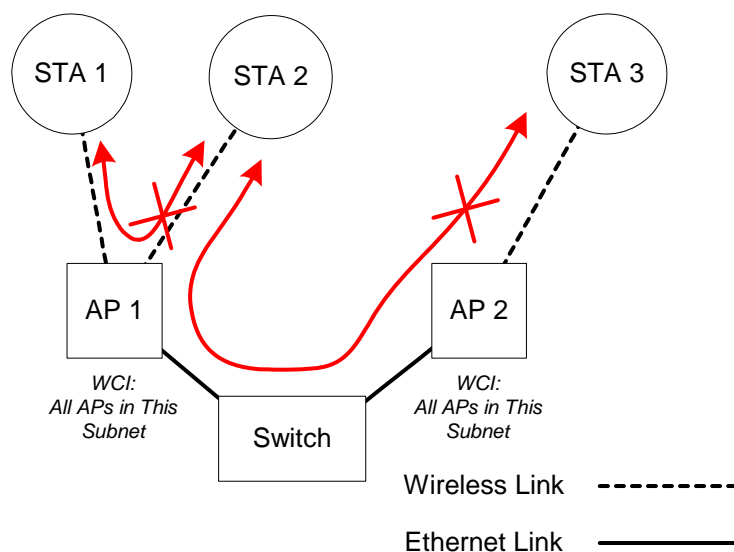 STA 1
STA 2
STA 3
AP 1
AP 2
WCI:
All APs in This
Subnet
WCI:
All APs in This
Subnet
Switch
Wireless Link
Ethernet Link